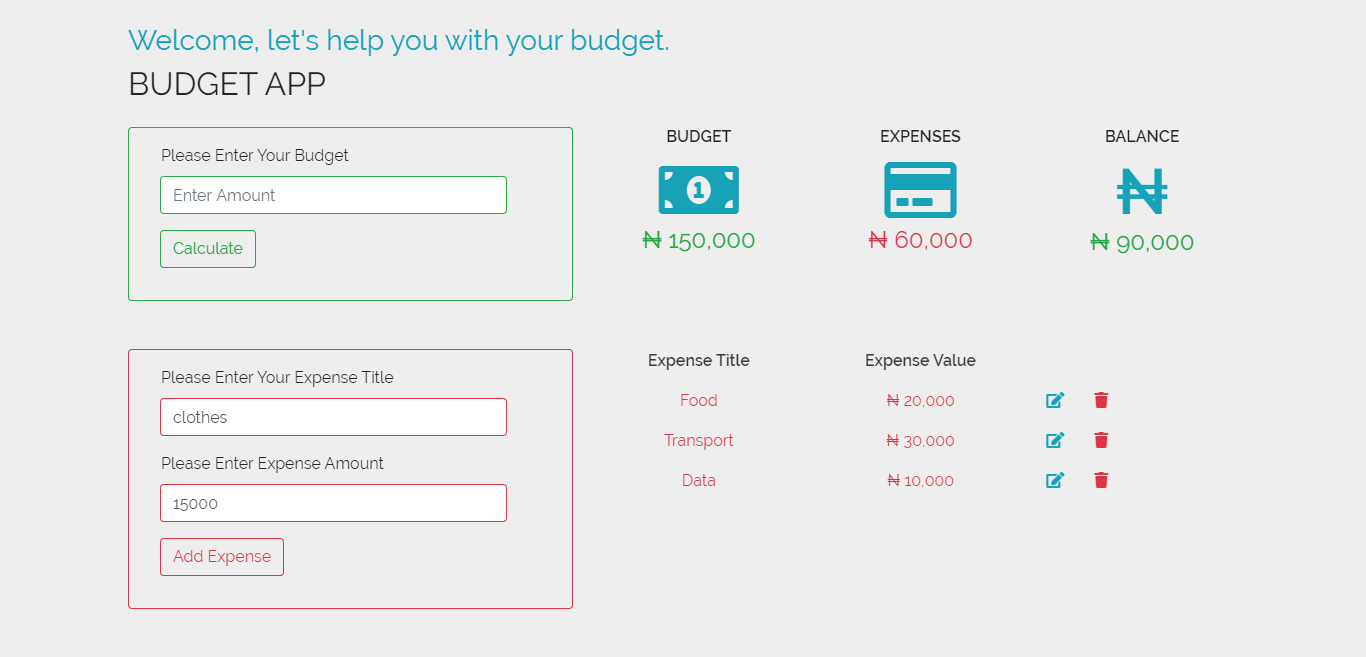 Welcome, let's help you with your budget.
BUDGET APP
Please Enter Your Budget
Enter Amount
Calculate
BUDGET
EXPENSES
BALANCE
1
₦
₦ 150,000
₦ 60,000
₦ 90,000
Please Enter Your Expense Title
clothes
Please Enter Expense Amount
15000
Add Expense
Expense Title Expense Value
Food ₦ 20,000
Transport ₦ 30,000
Data ₦ 10,000